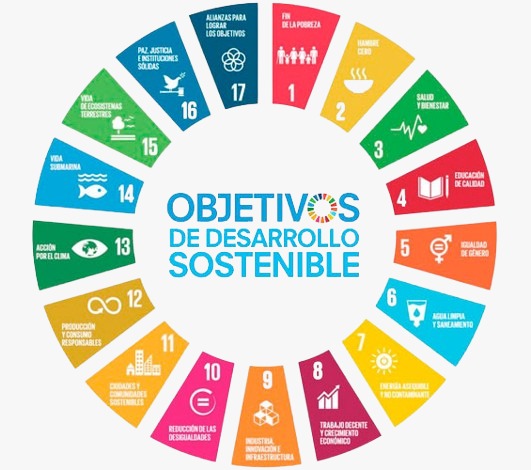 FIN
DE LA POBREZA
1
HAMBRE
CERO
2
SALUD
Y BIENESTAR
3
EDUCACIÓN
DE CALIDAD
4
IGUALDAD
DE GÉNERO
5
AGUA LIMPIA
Y SANEAMIENTO
6
ENERGÍA ASEQUIBLE
Y NO CONTAMINANTE
7
TRABAJO DECENTE
Y CRECIMIENTO
ECONÓMICO
8
INDUSTRIA,
INNOVACIÓN E
INFRAESTRUCTURA
9
REDUCCIÓN DE LAS
DESIGUALDADES
10
CIUDADES Y
COMUNIDADES
SOSTENIBLES
11
PRODUCCIÓN
Y CONSUMO
RESPONSABLES
12
ACCIÓN
POR EL CLIMA
13
VIDA
SUBMARINA
14
VIDA
DE ECOSISTEMAS
TERRESTRES
15
PAZ, JUSTICIA
E INSTITUCIONES
SÓLIDAS
16
ALIANZAS PARA
LOGRAR
LOS OBJETIVOS
17
OBJETIVOS
DE DESARROLLO
SOSTENIBLE